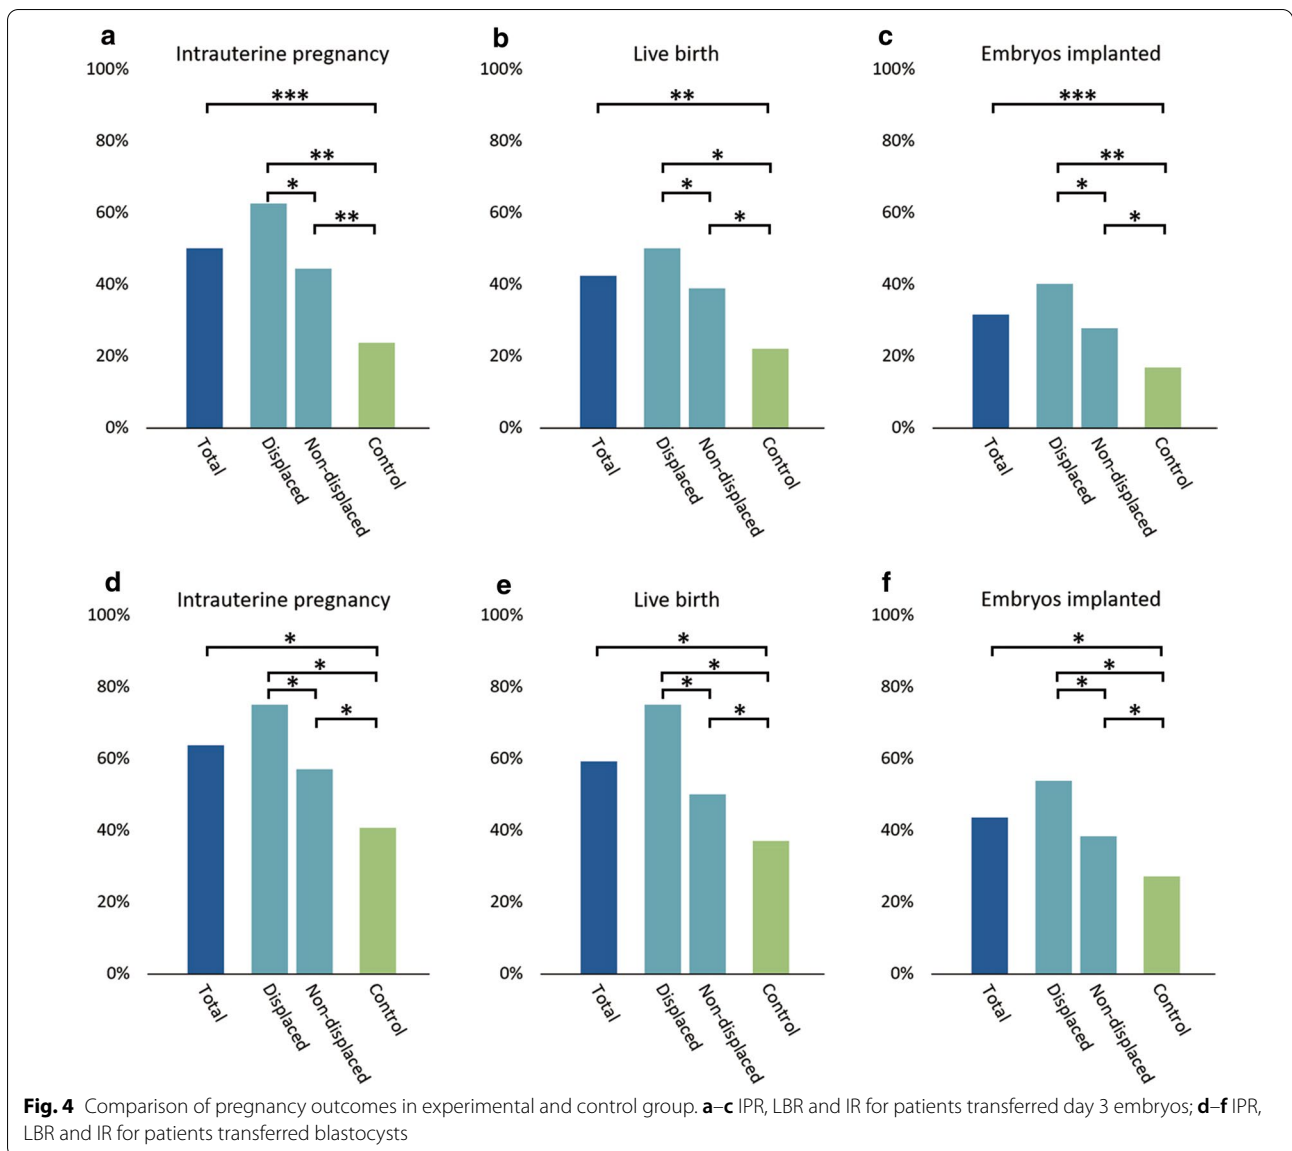 a
Intrauterine pregnancy
100%
80%
60%
40%
20%
0%
***
**
*
**
Total
Displaced
Non-displaced
Control
b
Live birth
100%
80%
60%
40%
20%
0%
**
*
*
*
Total
Displaced
Non-displaced
Control
c
Embryos implanted
100%
80%
60%
40%
20%
0%
***
**
*
*
Total
Displaced
Non-displaced
Control
d
Intrauterine pregnancy
100%
80%
60%
40%
20%
0%
*
*
*
*
Total
Displaced
Non-displaced
Control
e
Live birth
100%
80%
60%
40%
20%
0%
*
*
*
*
Total
Displaced
Non-displaced
Control
f
Embryos implanted
100%
80%
60%
40%
20%
0%
*
*
*
*
Total
Displaced
Non-displaced
Control
Fig. 4 Comparison of pregnancy outcomes in experimental and control group. a–c IPR, LBR and IR for patients transferred day 3 embryos; d–f IPR,
LBR and IR for patients transferred blastocysts